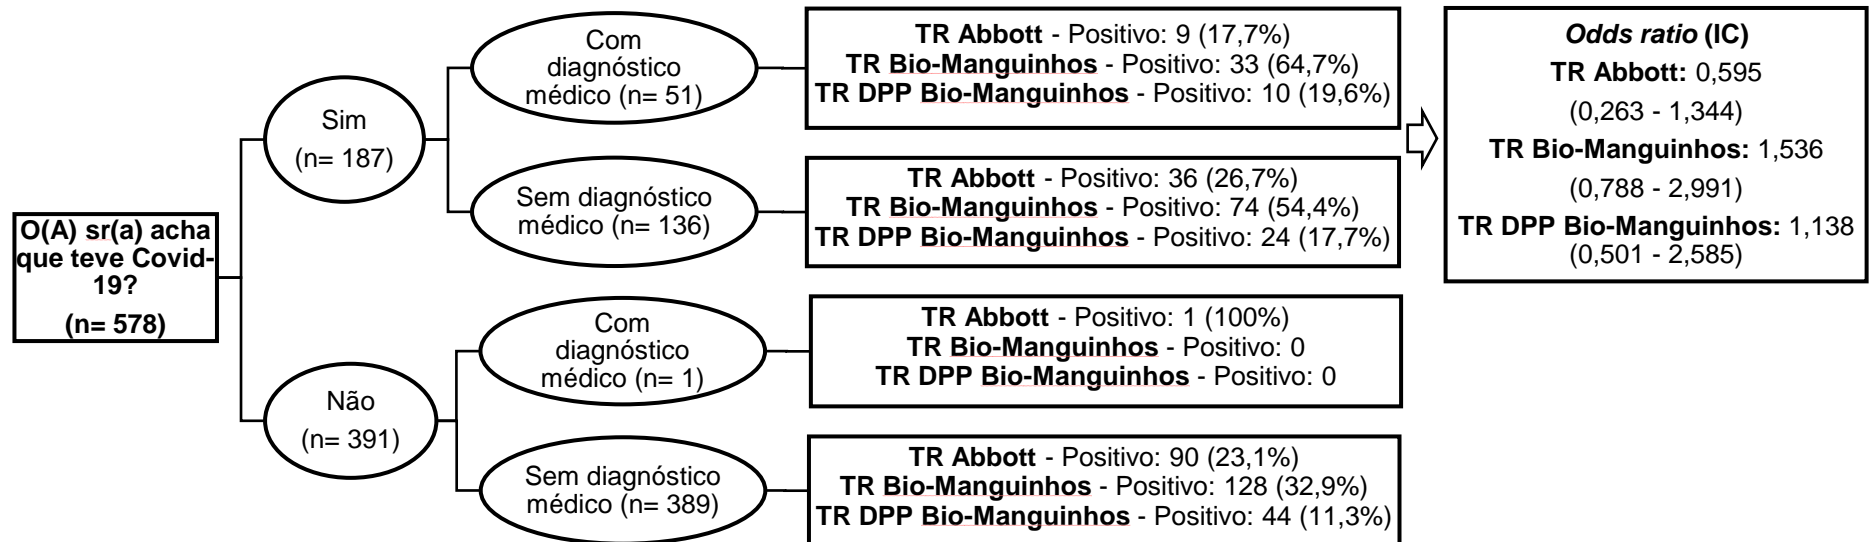 O(A) sr(a) acha
que teve Covid-
19?
(n= 578)
Sim
(n= 187)
Com
diagnóstico
médico (n= 51)
TR Abbott - Positivo: 9 (17,7%)
TR Bio-Manguinhos - Positivo: 33 (64,7%)
TR DPP Bio-Manguinhos - Positivo: 10 (19,6%)
Sem diagnóstico
médico (n= 136)
TR Abbott - Positivo: 36 (26,7%)
TR Bio-Manguinhos - Positivo: 74 (54,4%)
TR DPP Bio-Manguinhos - Positivo: 24 (17,7%)
Odds ratio (IC)
TR Abbott: 0,595
(0,263 - 1,344)
TR Bio-Manguinhos: 1,536
(0,788 - 2,991)
TR DPP Bio-Manguinhos: 1,138
(0,501 - 2,585)
Não
(n= 391)
Com
diagnóstico
médico (n= 1)
TR Abbott - Positivo: 1 (100%)
TR Bio-Manguinhos - Positivo: 0
TR DPP Bio-Manguinhos - Positivo: 0
Sem diagnóstico
médico (n= 389)
TR Abbott - Positivo: 90 (23,1%)
TR Bio-Manguinhos - Positivo: 128 (32,9%)
TR DPP Bio-Manguinhos - Positivo: 44 (11,3%)